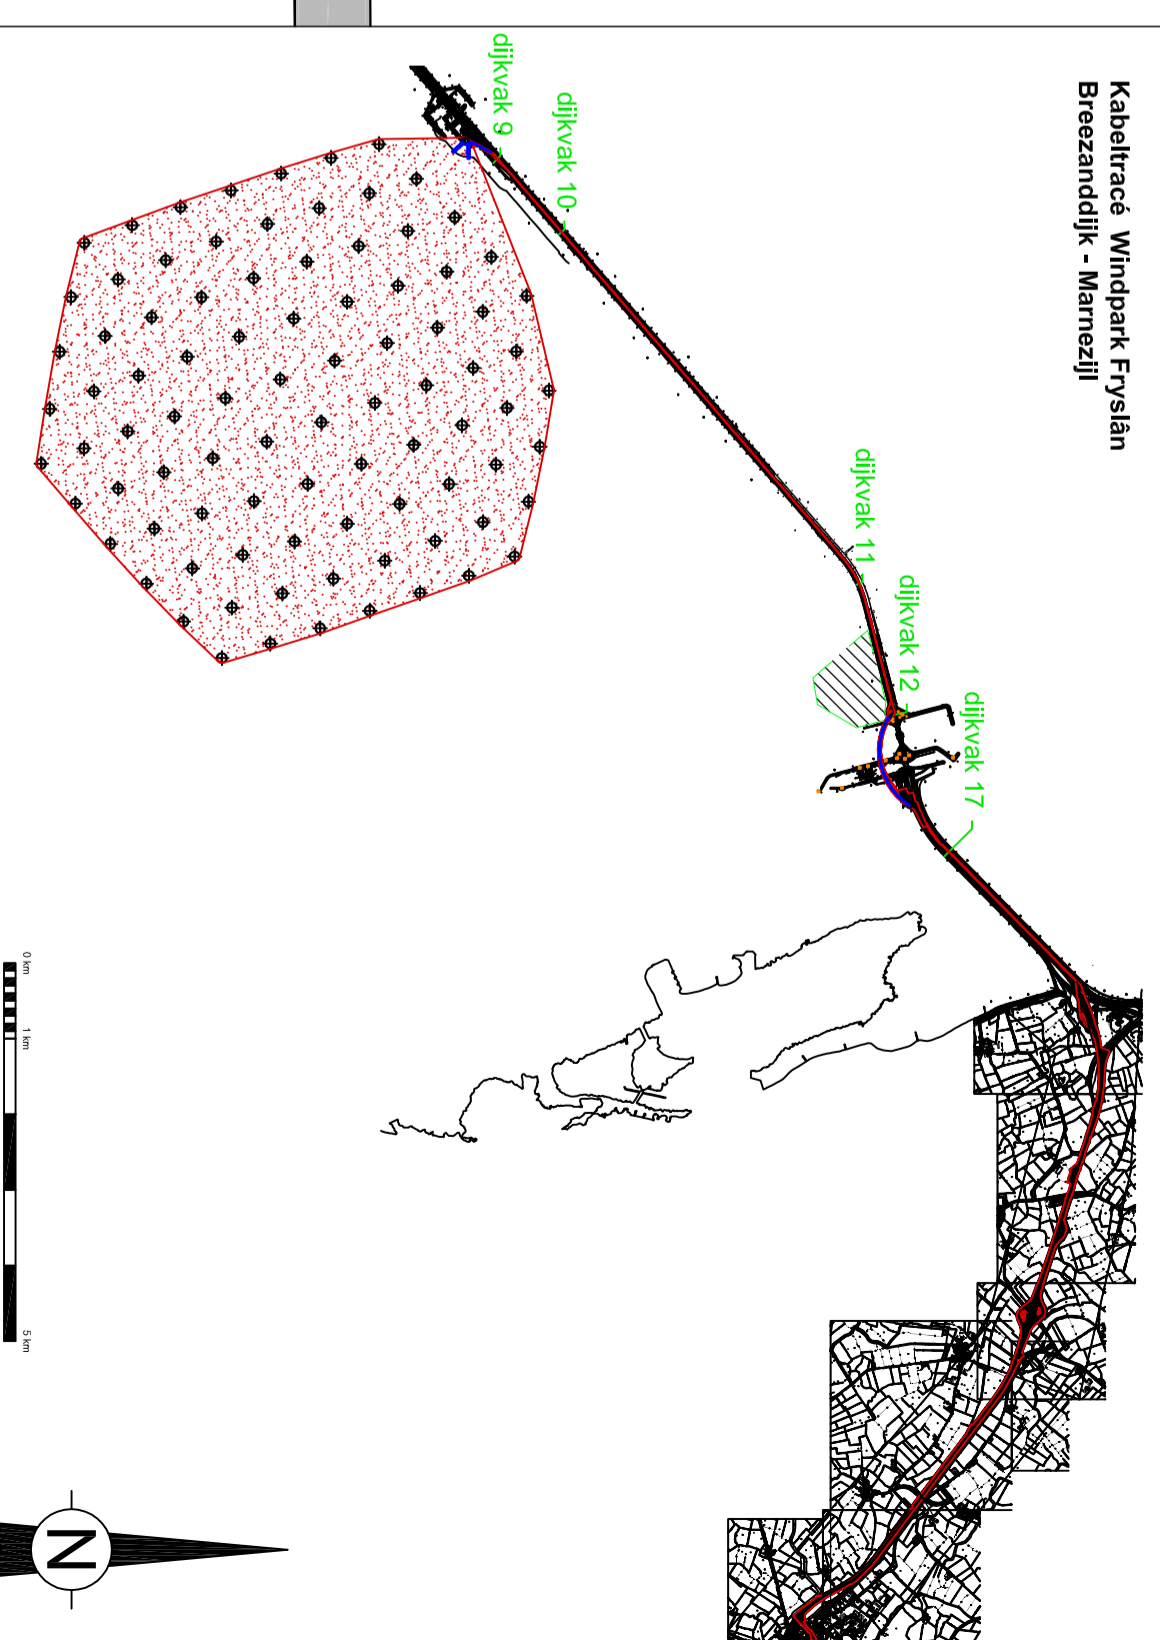 Kabeltracé Windpark Fryslân
Breezanddijk - Marnezijl
dijkvak 9
dijkvak 10
dijkvak 11
dijkvak 12
dijkvak 17
0 km
1 km
5 km
N